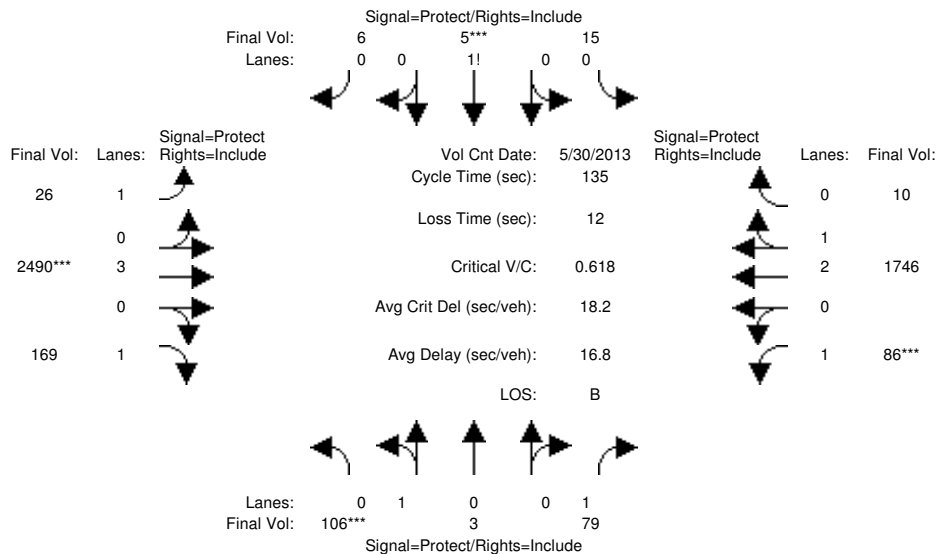 Signal=Protect/Rights=Include
Final Vol: 6 5*** 15
Lanes: 0 0 1! 0 0
Signal=Protect Signal=Protect
Final Vol: Lanes: Rights=Include Vol Cnt Date: 5/30/2013 Rights=Include Lanes: Final Vol:
Cycle Time (sec): 135
26 1 0 10
Loss Time (sec): 12
0 1
2490*** 3 Critical V/C: 0.618 2 1746
0 Avg Crit Del (sec/veh): 18.2 0
169 1 Avg Delay (sec/veh): 16.8 1 86***
LOS: B
Lanes: 0 1 0 0 1
Final Vol: 106*** 3 79
Signal=Protect/Rights=Include